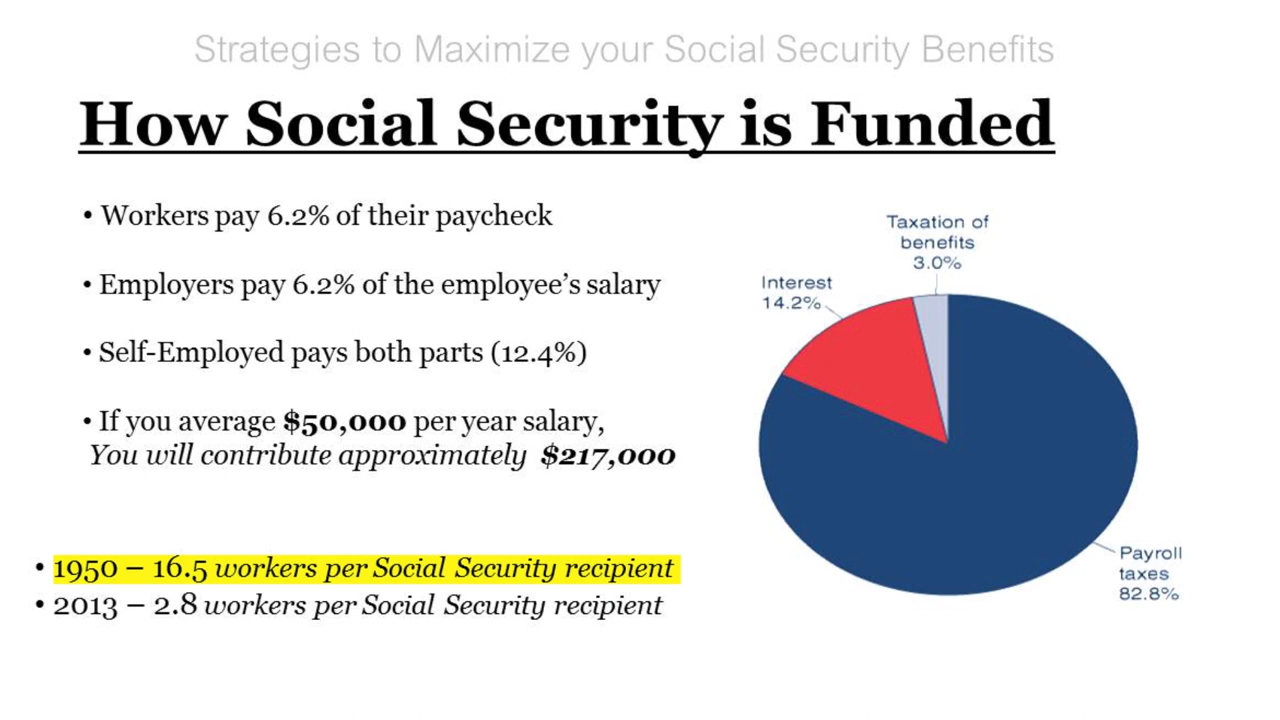 Strategies to Maximize your Social Security Benefits
How Social Security is Funded
• Workers pay 6.2% of their paycheck
• Employers pay 6.2% of the employee’s salary
• Self-Employed pays both parts (12.4%)
• If you average $50,000 per year salary,
You will contribute approximately $217,000
• 1950 – 16.5 workers per Social Security recipient
• 2013 – 2.8 workers per Social Security recipient
Taxation of
benefits
3.0%
Interest
14.2%
Payroll
taxes
82.8%